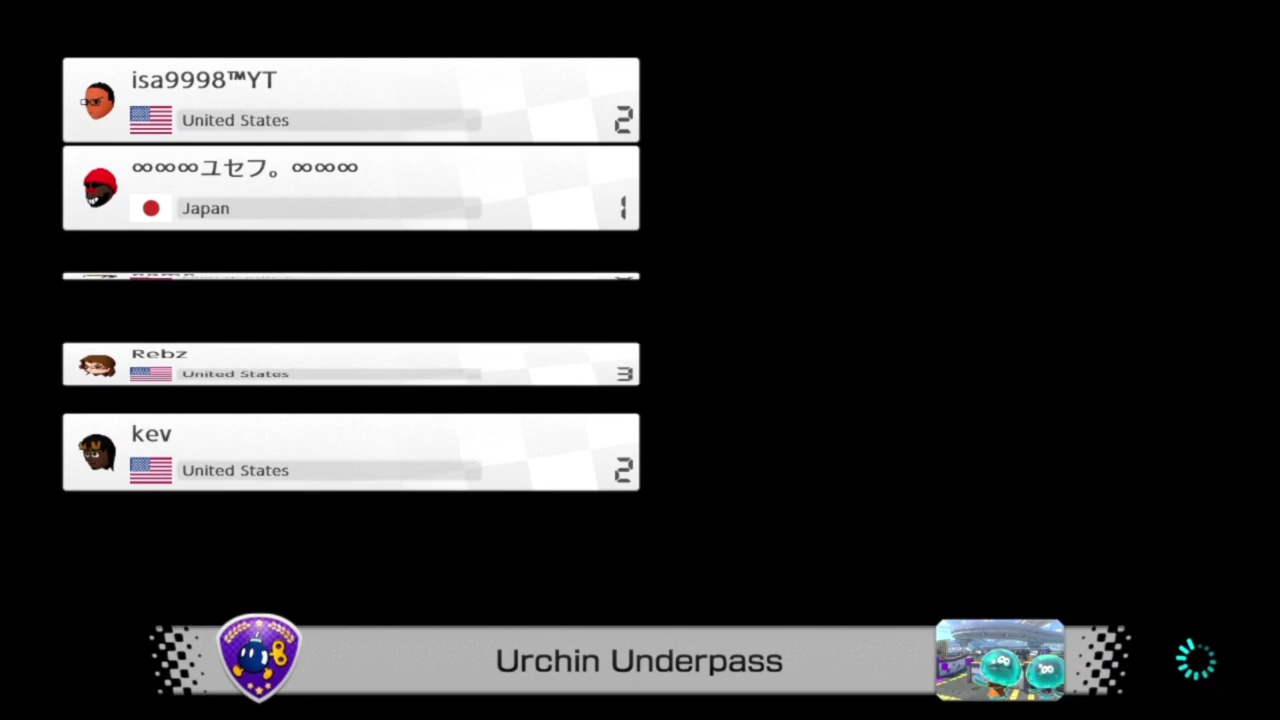 isa9998™YT
United States
2
∞∞∞ユセフ。∞∞∞
Japan
1
Rebz
United States
3
kev
United States
2
Urchin Underpass